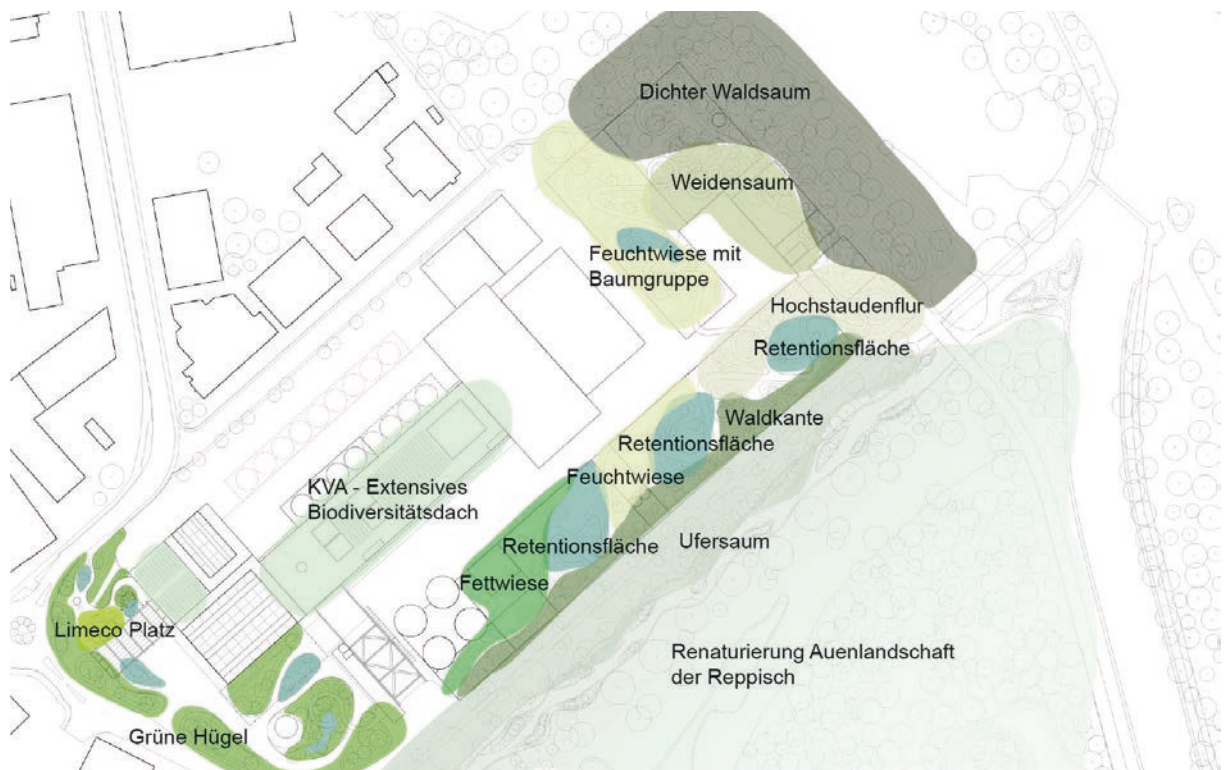 Dichter Waldsaum
Weidensaum
Feuchtwiese mit
Baumgruppe
Hochstaudenflur
Retentionsfläche
Waldkante
Retentionsfläche
Feuchtwiese
KVA - Extensives
Biodiversitätsdach
Retentionsfläche
Ufersaum
Fettwiese
Limeco Platz
Renaturierung Auenlandschaft
der Reppisch
Grüne Hügel